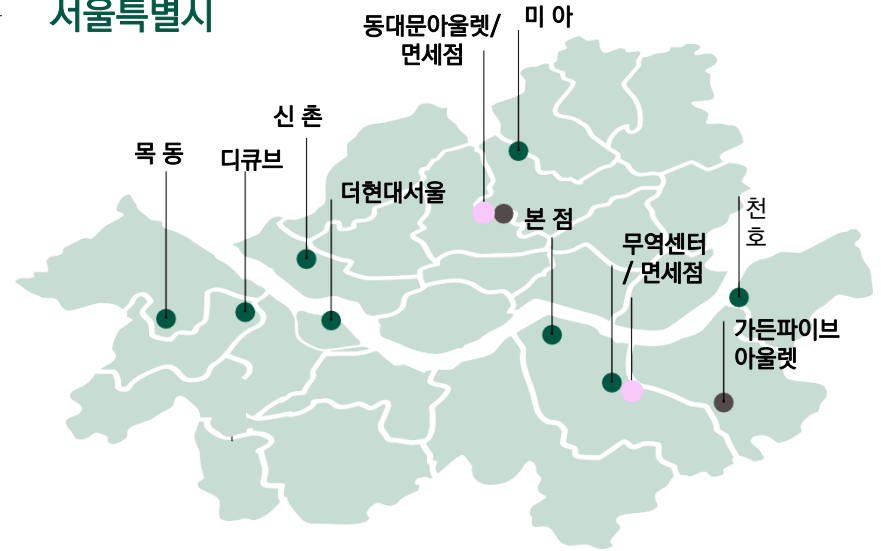 서울특별시
동대문아울렛/
면세점
미 아
신 촌
목 동
디큐브
더현대서울
본 점
천
호
무역센터
/ 면세점
가든파이브
아울렛